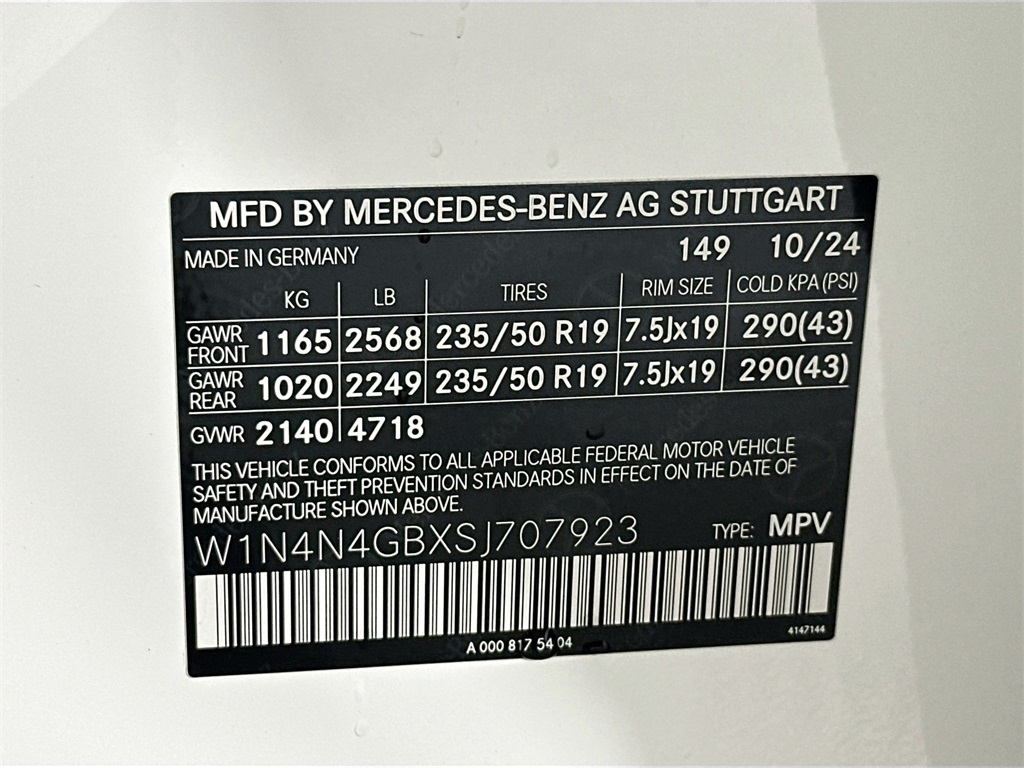 MFD BY MERCEDES-BENZ AG STUTTGART
MADE IN GERMANY 149 10/24
KG LB TIRES RIM SIZE COLD KPA (PSI)
GAWR FRONT 1165 2568 235/50 R19 7.5Jx19 290(43)
GAWR REAR 1020 2249 235/50 R19 7.5Jx19 290(43)
GVWR 2140 4718
THIS VEHICLE CONFORMS TO ALL APPLICABLE FEDERAL MOTOR VEHICLE
SAFETY AND THEFT PREVENTION STANDARDS IN EFFECT ON THE DATE OF
MANUFACTURE SHOWN ABOVE.
W1N4N4GBXSJ707923 TYPE: MPV
A 000 817 54 04 4147144